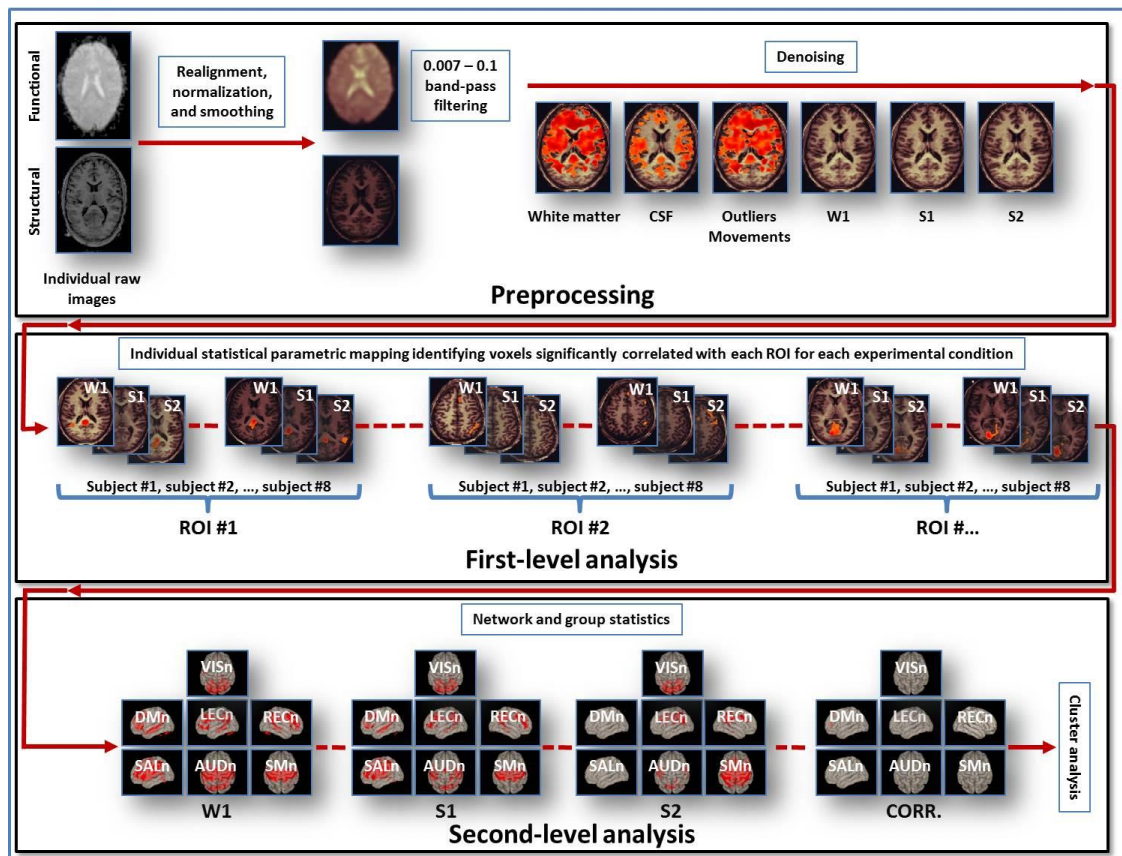 Functional
Structural
Individual raw
images
Realignment,
normalization,
and smoothing
0.007 – 0.1
band-pass
filtering
Denoising
White matter
CSF
Outliers
Movements
W1
S1
S2
Preprocessing
Individual statistical parametric mapping identifying voxels significantly correlated with each ROI for each experimental condition
W1
S1
S2
W1
S1
S2
W1
S1
S2
W1
S1
S2
W1
S1
S2
W1
S1
S2
Subject #1, subject #2, ..., subject #8
Subject #1, subject #2, ..., subject #8
Subject #1, subject #2, ..., subject #8
ROI #1
ROI #2
ROI #...
First-level analysis
Network and group statistics
VISn
DMn LECn RECn
SALn AUDn SMn
W1
VISn
DMn LECn RECn
SALn AUDn SMn
S1
VISn
DMn LECn RECn
SALn AUDn SMn
S2
VISn
DMn LECn RECn
SALn AUDn SMn
CORR.
Cluster analysis
Second-level analysis